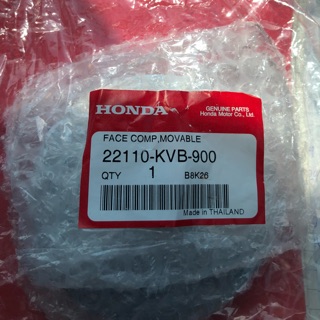 HONDA
GENUINE PARTS
Honda Motor Co., Ltd.
FACE COMP,MOVABLE
22110-KVB-900
QTY 1 B8K26
Made in THAILAND